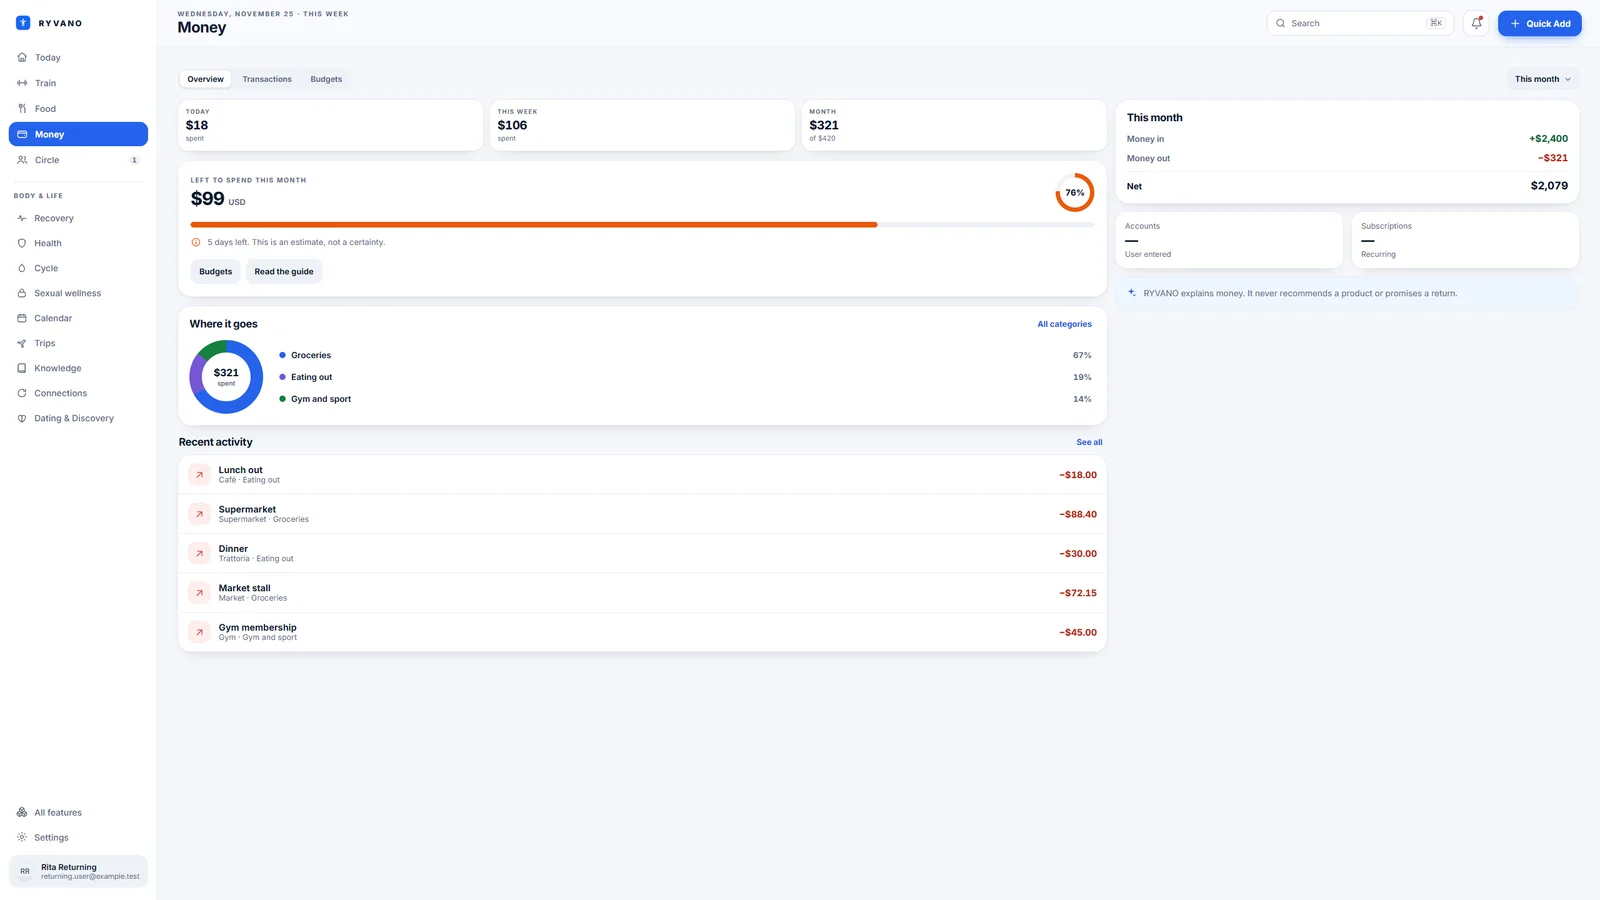 RYVANO
Today
Train
Food
Money
Circle 1
BODY & LIFE
Recovery
Health
Cycle
Sexual wellness
Calendar
Trips
Knowledge
Connections
Dating & Discovery
All features
Settings
RR
Rita Returning
returning.user@example.test
WEDNESDAY, NOVEMBER 25 · THIS WEEK
Money
Search ⌘K
Quick Add
Overview Transactions Budgets
This month
TODAY
$18
spent
THIS WEEK
$106
spent
MONTH
$321
of $420
LEFT TO SPEND THIS MONTH
$99 USD
76%
5 days left. This is an estimate, not a certainty.
Budgets Read the guide
Where it goes All categories
$321
spent
Groceries 67%
Eating out 19%
Gym and sport 14%
Recent activity See all
Lunch out
Café · Eating out
−$18.00
Supermarket
Supermarket · Groceries
−$88.40
Dinner
Trattoria · Eating out
−$30.00
Market stall
Market · Groceries
−$72.15
Gym membership
Gym · Gym and sport
−$45.00
This month
Money in +$2,400
Money out −$321
Net $2,079
Accounts
—
User entered
Subscriptions
—
Recurring
RYVANO explains money. It never recommends a product or promises a return.